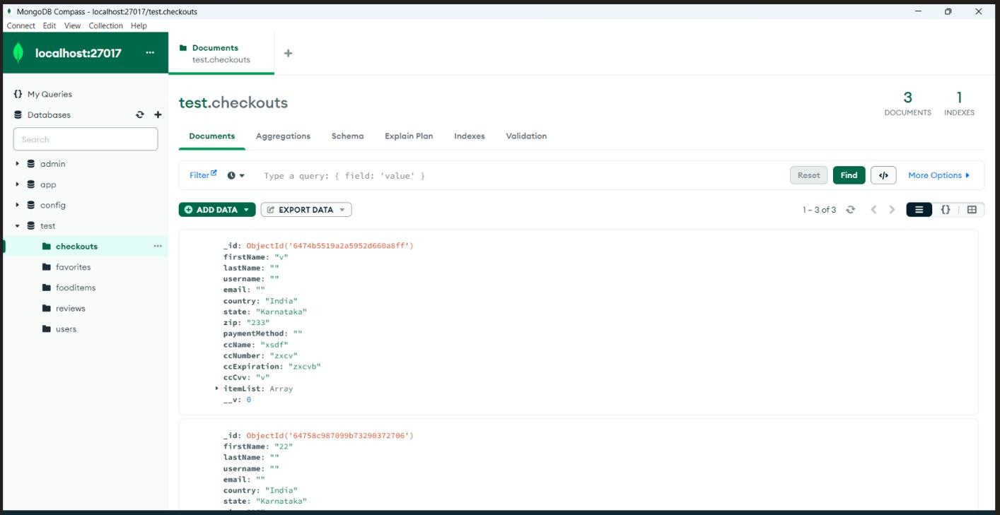 MongoDB Compass - localhost:27017/test.checkouts
Connect Edit View Collection Help
localhost:27017 ...
Documents
test.checkouts
+
{} My Queries
Databases
Search
admin
app
config
test
checkouts ...
favorites
fooditems
reviews
users
test.checkouts
3
DOCUMENTS
1
INDEXES
Documents Aggregations Schema Explain Plan Indexes Validation
Filter Type a query: { field: 'value' } Reset Find </> More Options
ADD DATA EXPORT DATA 1 – 3 of 3 {}
_id: ObjectId('6474b5519a2a5952d660a8ff')
firstName: "v"
lastName: ""
username: ""
email: ""
country: "India"
state: "Karnataka"
zip: "233"
paymentMethod: ""
ccName: "xsdf"
ccNumber: "zxcv"
ccExpiration: "zxcvb"
ccCvv: "v"
itemList: Array
__v: 0
_id: ObjectId('64758c987099b73290372706')
firstName: "22"
lastName: ""
username: ""
email: ""
country: "India"
state: "Karnataka"